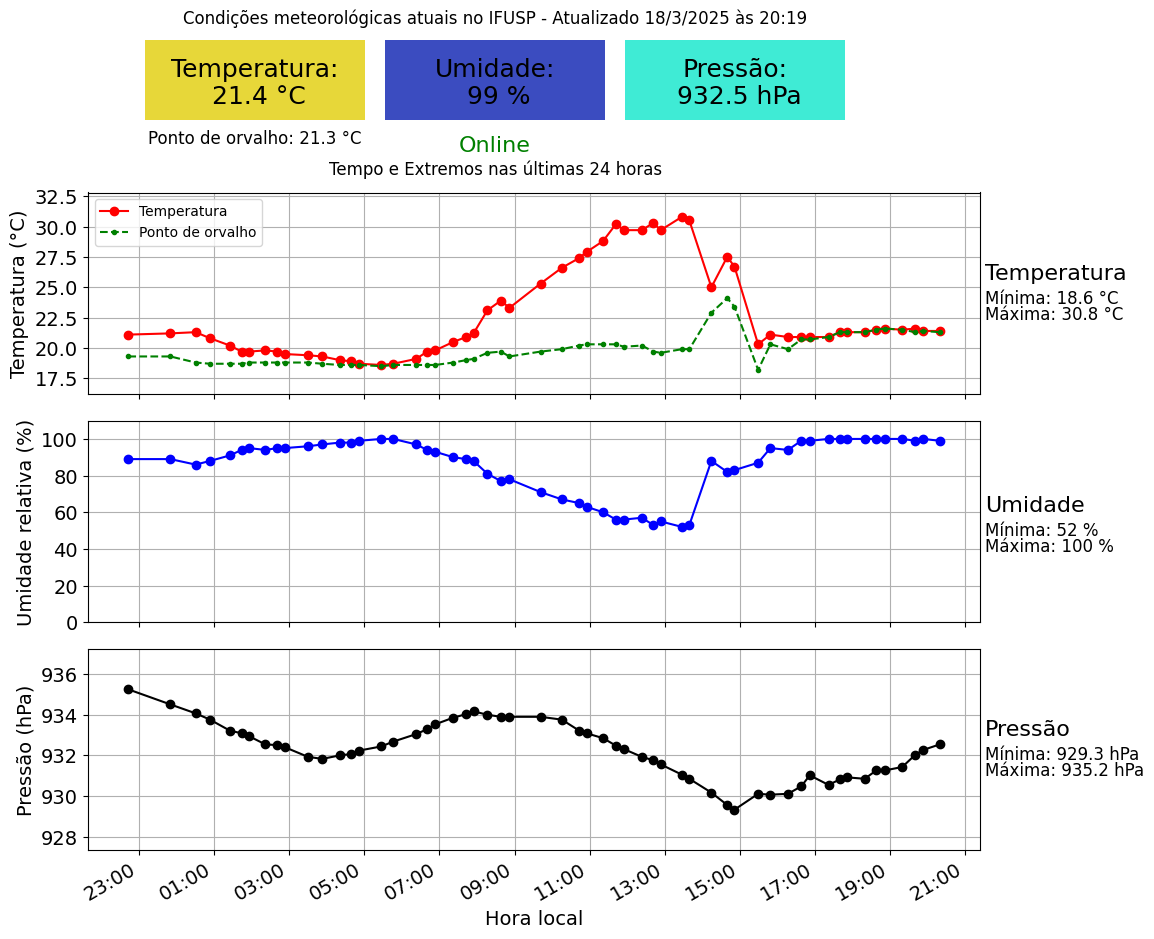 Condições meteorológicas atuais no IFUSP - Atualizado 18/3/2025 às 20:19
Temperatura:
21.4 °C
Umidade:
99 %
Pressão:
932.5 hPa
Ponto de orvalho: 21.3 °C
Online
Tempo e Extremos nas últimas 24 horas
Temperatura (°C)
32.5
30.0
27.5
25.0
22.5
20.0
17.5
Temperatura
Ponto de orvalho
Temperatura
Mínima: 18.6 °C
Máxima: 30.8 °C
Umidade relativa (%)
100
80
60
40
20
0
Umidade
Mínima: 52 %
Máxima: 100 %
Pressão (hPa)
936
934
932
930
928
Pressão
Mínima: 929.3 hPa
Máxima: 935.2 hPa
23:00
01:00
03:00
05:00
07:00
09:00
11:00
13:00
15:00
17:00
19:00
21:00
Hora local